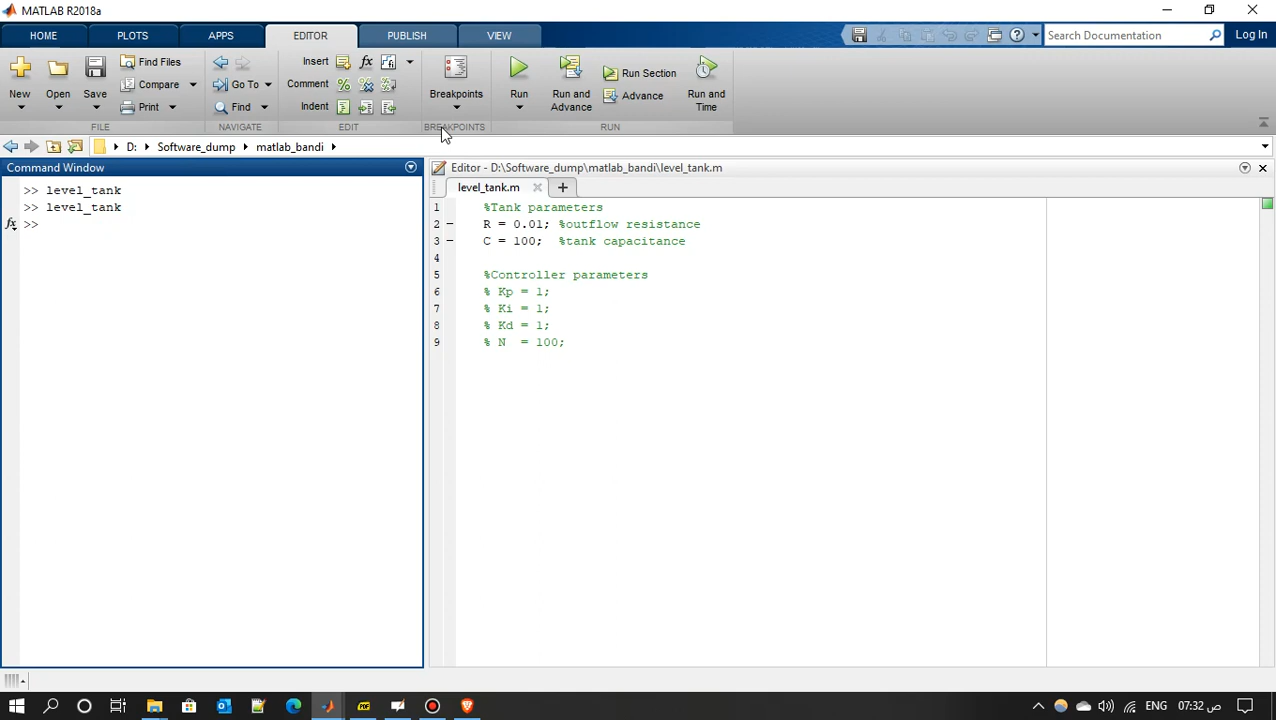 MATLAB R2018a
HOME PLOTS APPS EDITOR PUBLISH VIEW
Search Documentation Log In
New Open Save
Find Files
Compare
Print
Go To
Find
Insert fx
Comment
Indent
Breakpoints
Run
Run and Advance
Run Section
Advance
Run and Time
FILE NAVIGATE EDIT BREAKPOINTS RUN
D: Software_dump matlab_bandi
Command Window
>> level_tank
>> level_tank
fx >>
Editor - D:\Software_dump\matlab_bandi\level_tank.m
level_tank.m
1 %Tank parameters
2 - R = 0.01; %outflow resistance
3 - C = 100; %tank capacitance
4
5 %Controller parameters
6 % Kp = 1;
7 % Ki = 1;
8 % Kd = 1;
9 % N = 100;
ENG 07:32 ص